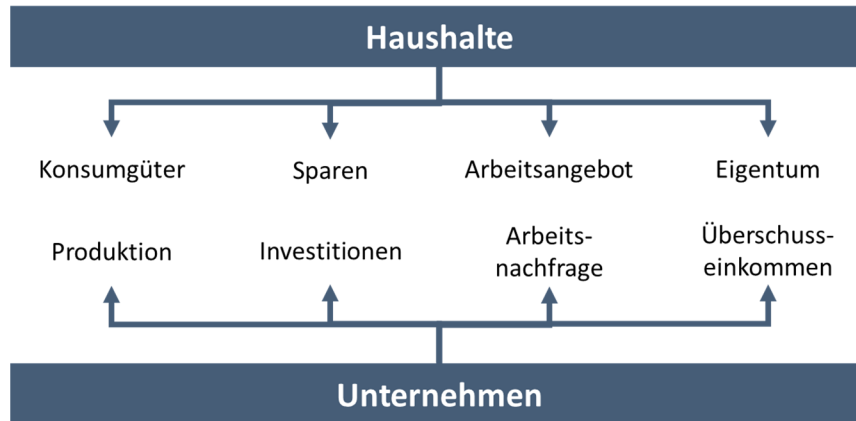 Haushalte
Konsumgüter
Sparen
Arbeitsangebot
Eigentum
Produktion
Investitionen
Arbeits-
nachfrage
Überschuss-
einkommen
Unternehmen